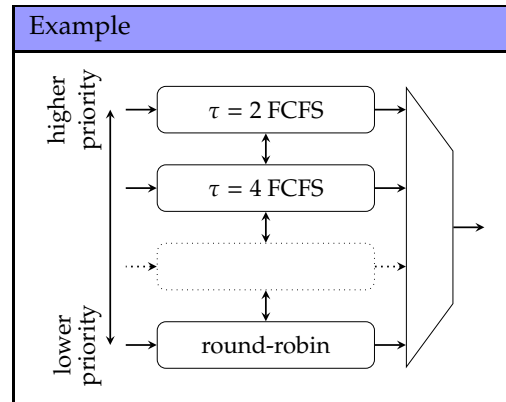 Example
higher
priority
τ = 2 FCFS
τ = 4 FCFS
lower
priority
round-robin